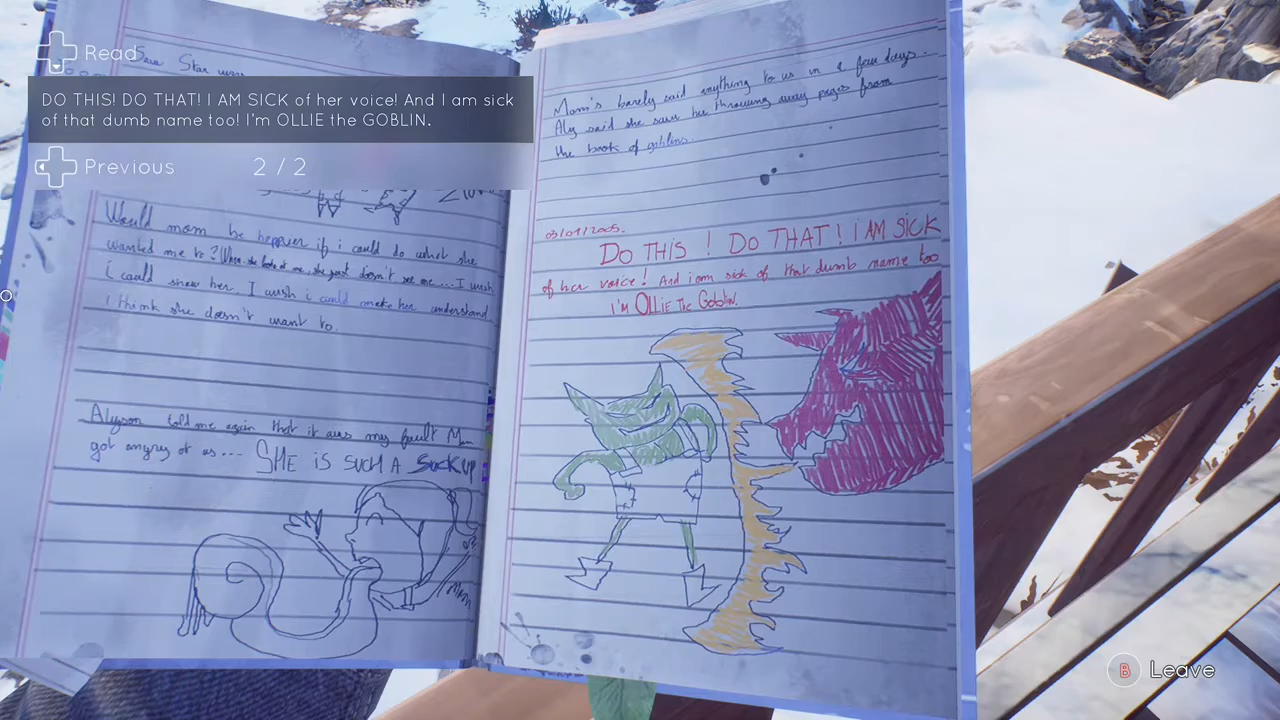 Read
DO THIS! DO THAT! I AM SICK of her voice! And I am sick
of that dumb name too! I'm OLLIE the GOBLIN.
Previous
2 / 2
Would mom be happier if i could do what she
wanted me to? When she looks at me, she just doesn't see me.... I wish
i could show her. I wish i could make her understand.
I think she doesn't want to.
Alyson told me again that it was my fault Mom
got angry at us... SHE IS SUCH A SUCKUP
Mom
Mom's barely said anything to us in a few days...
Aly said she saw her throwing away pages from
the book of goblins.
03/01/2005.
DO THIS ! DO THAT ! I AM SICK
of her voice! And i am sick of that dumb name too
I'M OLLIE THE GOBLIN.
B Leave